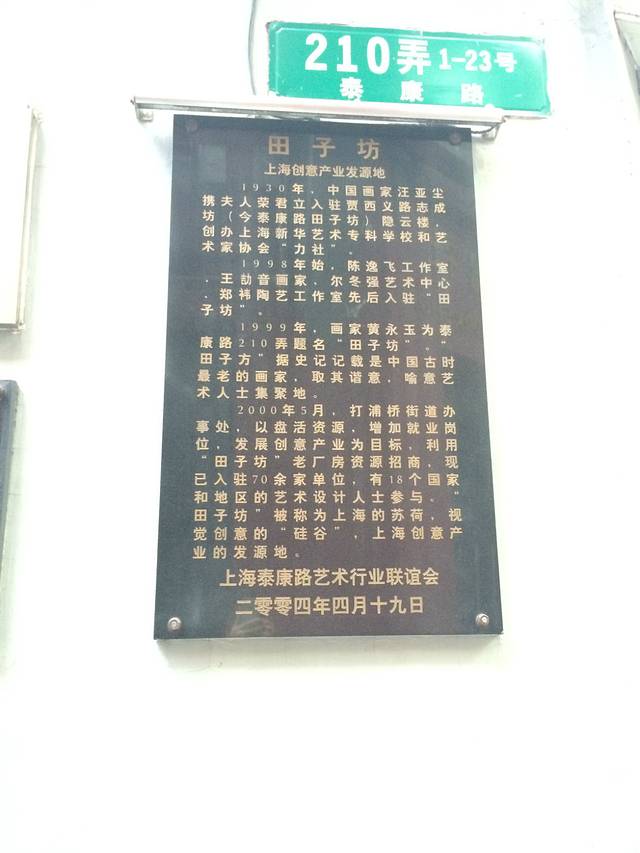 210弄 1-23号
泰康路
田子坊
上海创意产业发源地
1930年，中国画家汪亚尘
携夫人荣君立入驻贾西义路志成
坊（今泰康路田子坊）隐云楼，
创办上海新华艺术专科学校和艺
术家协会“力社”。
1998年始，陈逸飞工作室
、王劼音画家、尔冬强艺术中心
、郑祎陶艺工作室先后入驻“田
子坊”。
1999年，画家黄永玉为泰
康路210弄题名“田子坊”。“
田子方”据史记记载是中国古时
最老的画家，取其谐意，喻意艺
术人士集聚地。
2000年5月，打浦桥街道办
事处，以盘活资源，增加就业岗
位，发展创意产业为目标，利用
“田子坊”老厂房资源招商，现
已入驻70余家单位，有18个国家
和地区的艺术设计人士参与。“
田子坊”被称为上海的苏荷，视
觉创意的“硅谷”，上海创意产
业的发源地。
上海泰康路艺术行业联谊会
二零零四年四月十九日